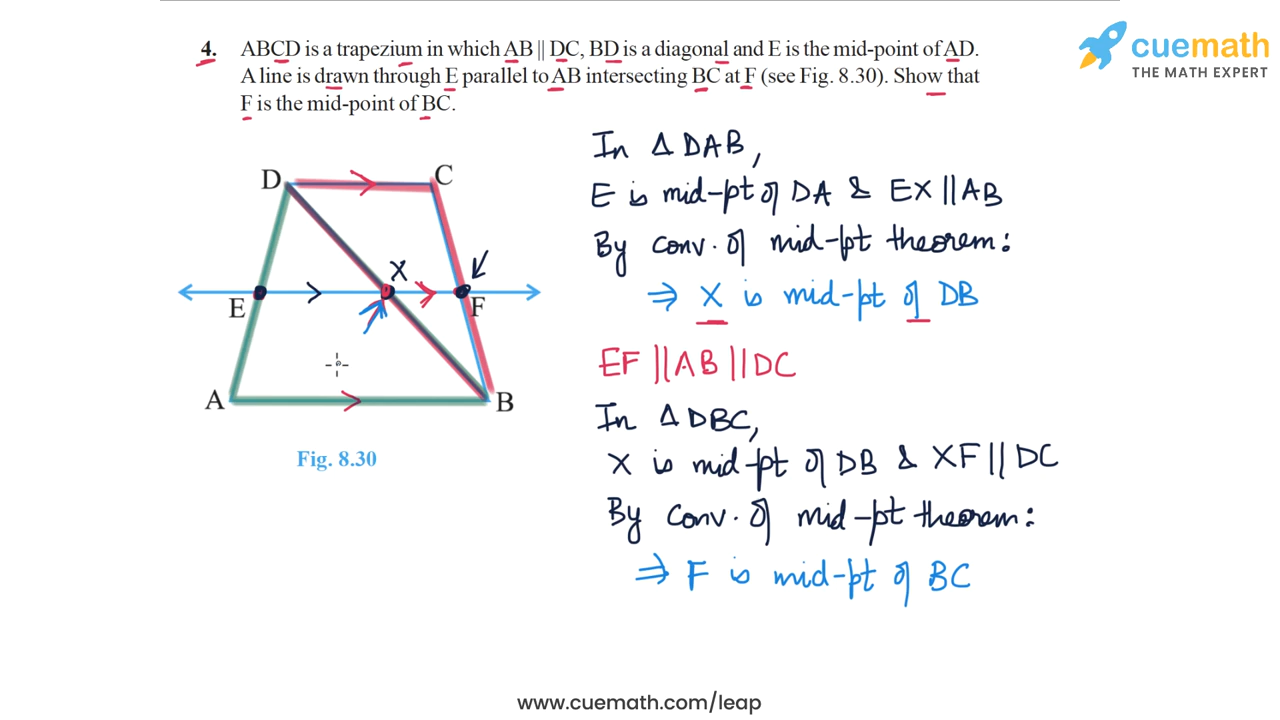 4. ABCD is a trapezium in which AB || DC, BD is a diagonal and E is the mid-point of AD.
A line is drawn through E parallel to AB intersecting BC at F (see Fig. 8.30). Show that
F is the mid-point of BC.
cuemath
THE MATH EXPERT
D
C
X
E
F
A
B
Fig. 8.30
In Δ DAB,
E is mid-pt of DA & EX || AB
By conv. of mid-pt theorem:
⇒ X is mid-pt of DB
EF || AB || DC
In Δ DBC,
X is mid-pt of DB & XF || DC
By conv. of mid-pt theorem:
⇒ F is mid-pt of BC
www.cuemath.com/leap